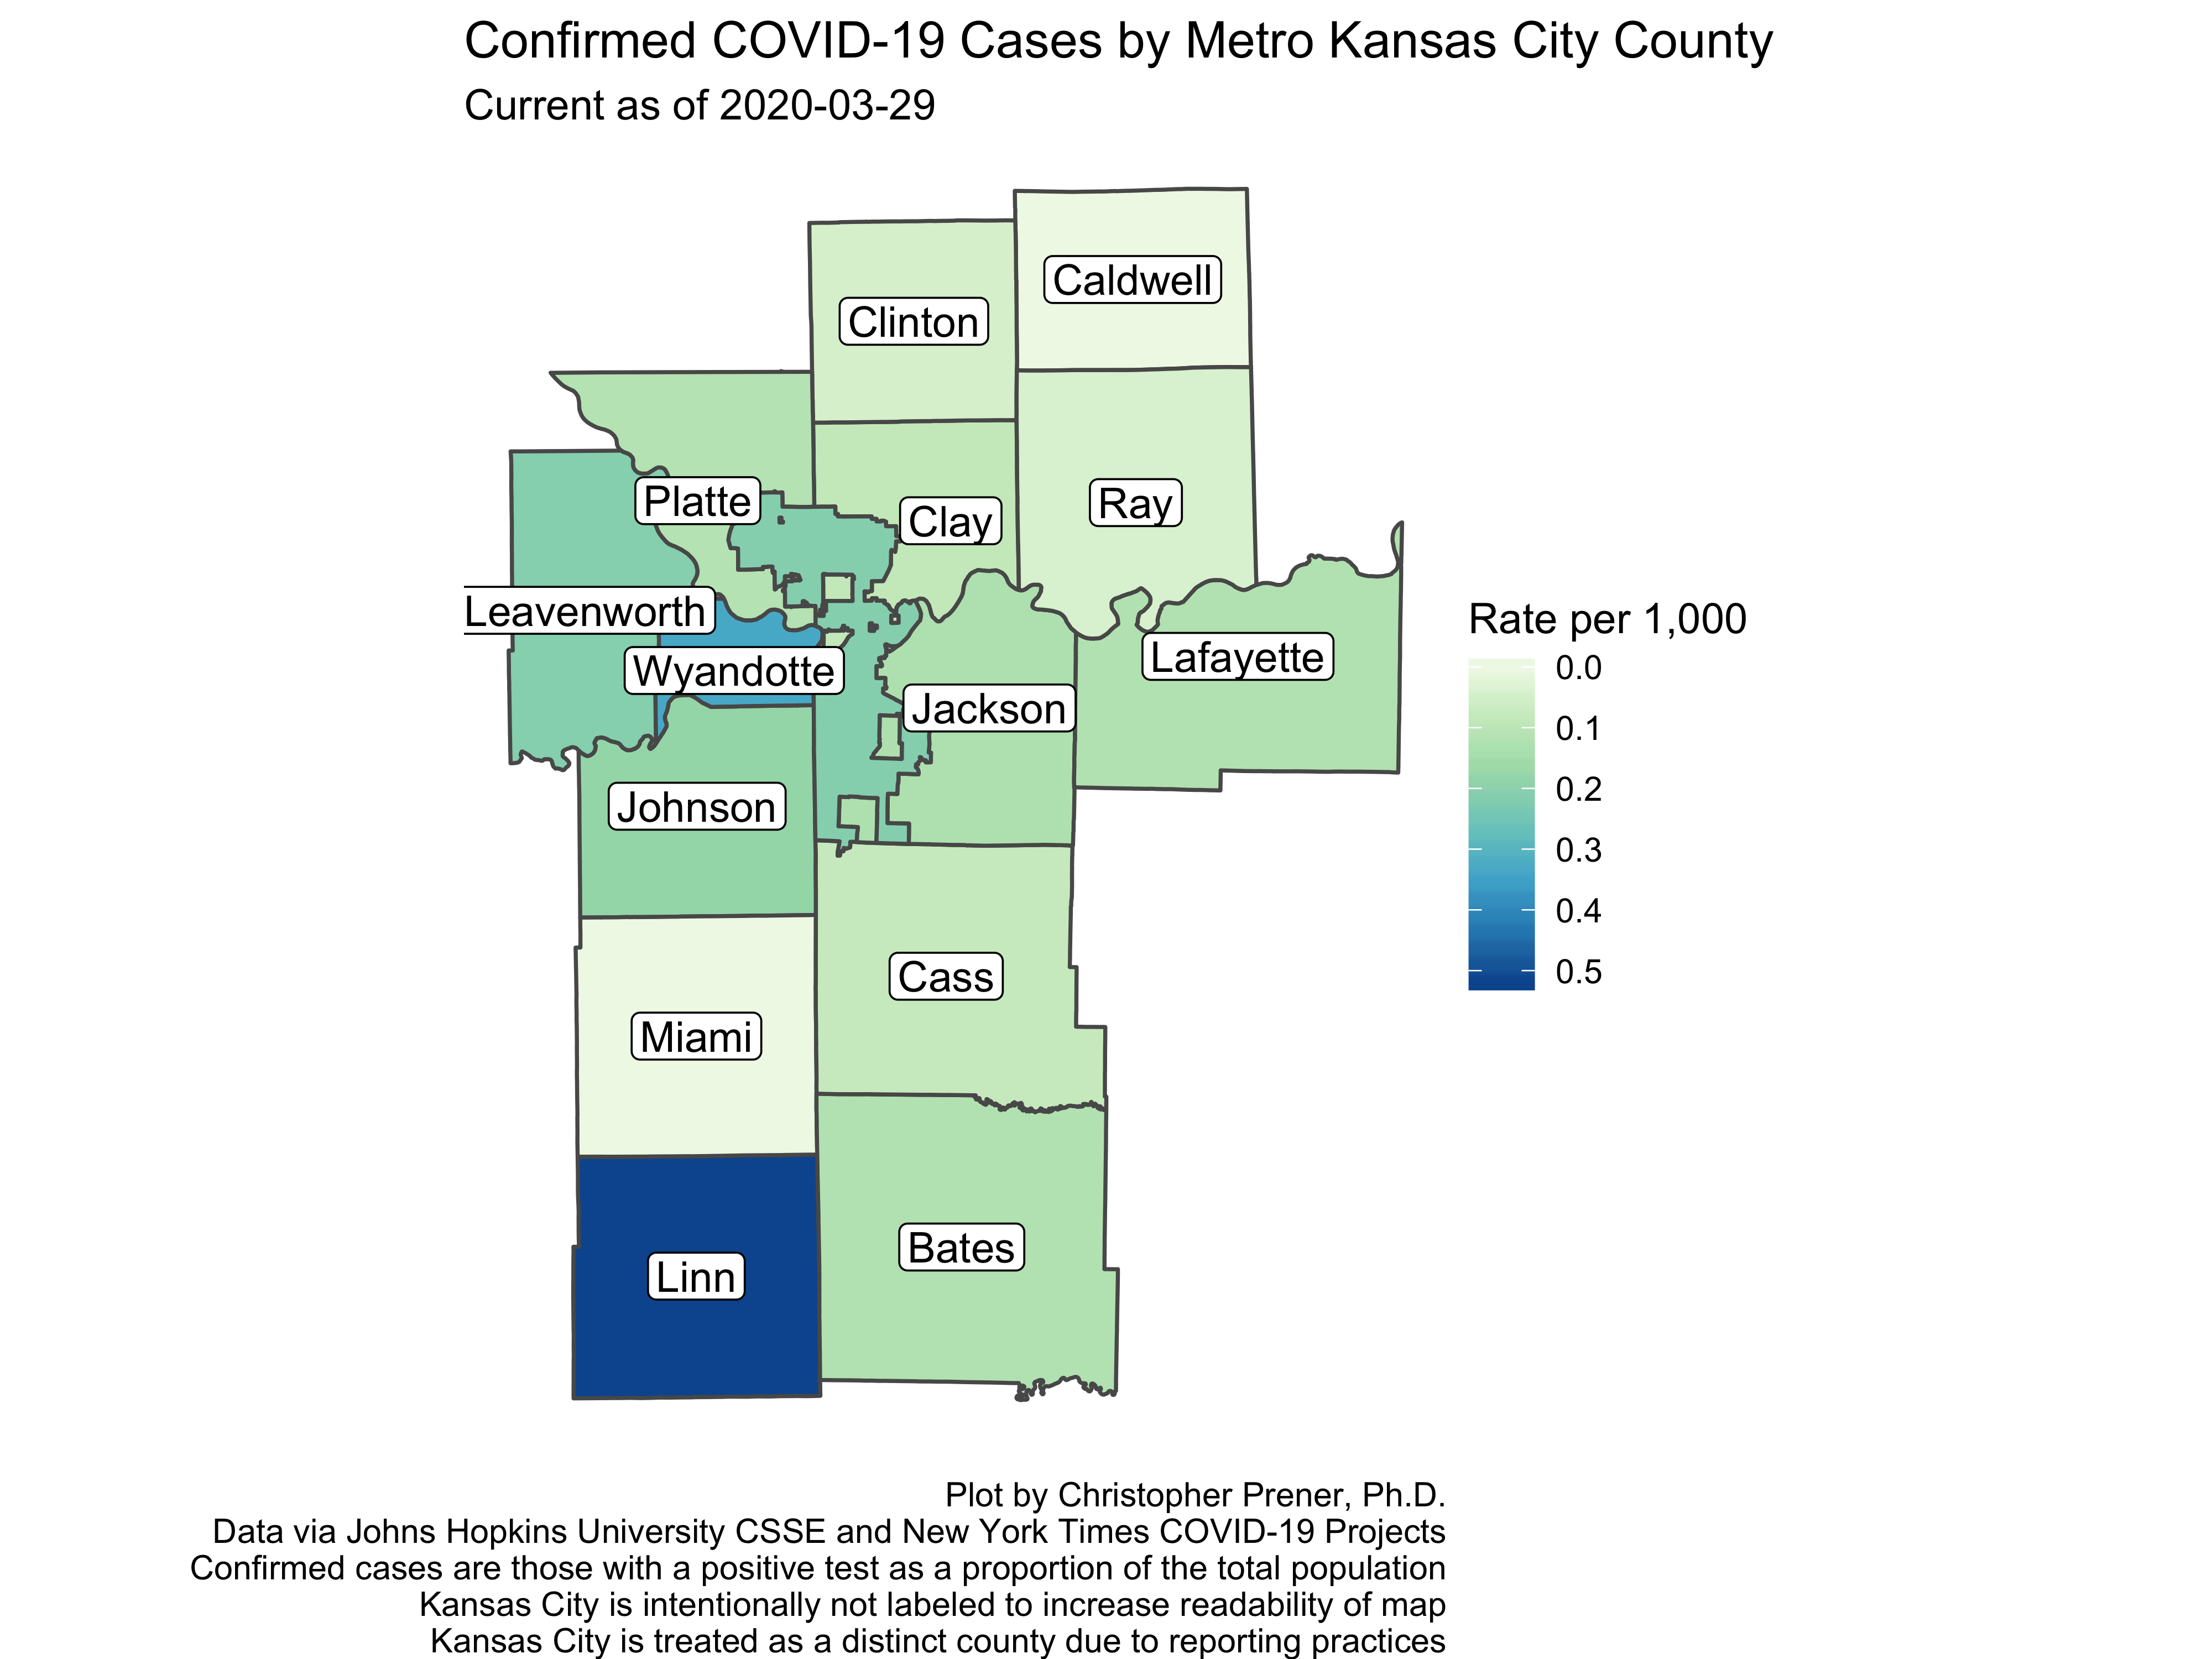 Confirmed COVID-19 Cases by Metro Kansas City County
Current as of 2020-03-29
Caldwell
Clinton
Platte
Clay
Ray
Leavenworth
Wyandotte
Lafayette
Jackson
Johnson
Cass
Miami
Bates
Linn
Rate per 1,000
0.0
0.1
0.2
0.3
0.4
0.5
Plot by Christopher Prener, Ph.D.
Data via Johns Hopkins University CSSE and New York Times COVID-19 Projects
Confirmed cases are those with a positive test as a proportion of the total population
Kansas City is intentionally not labeled to increase readability of map
Kansas City is treated as a distinct county due to reporting practices